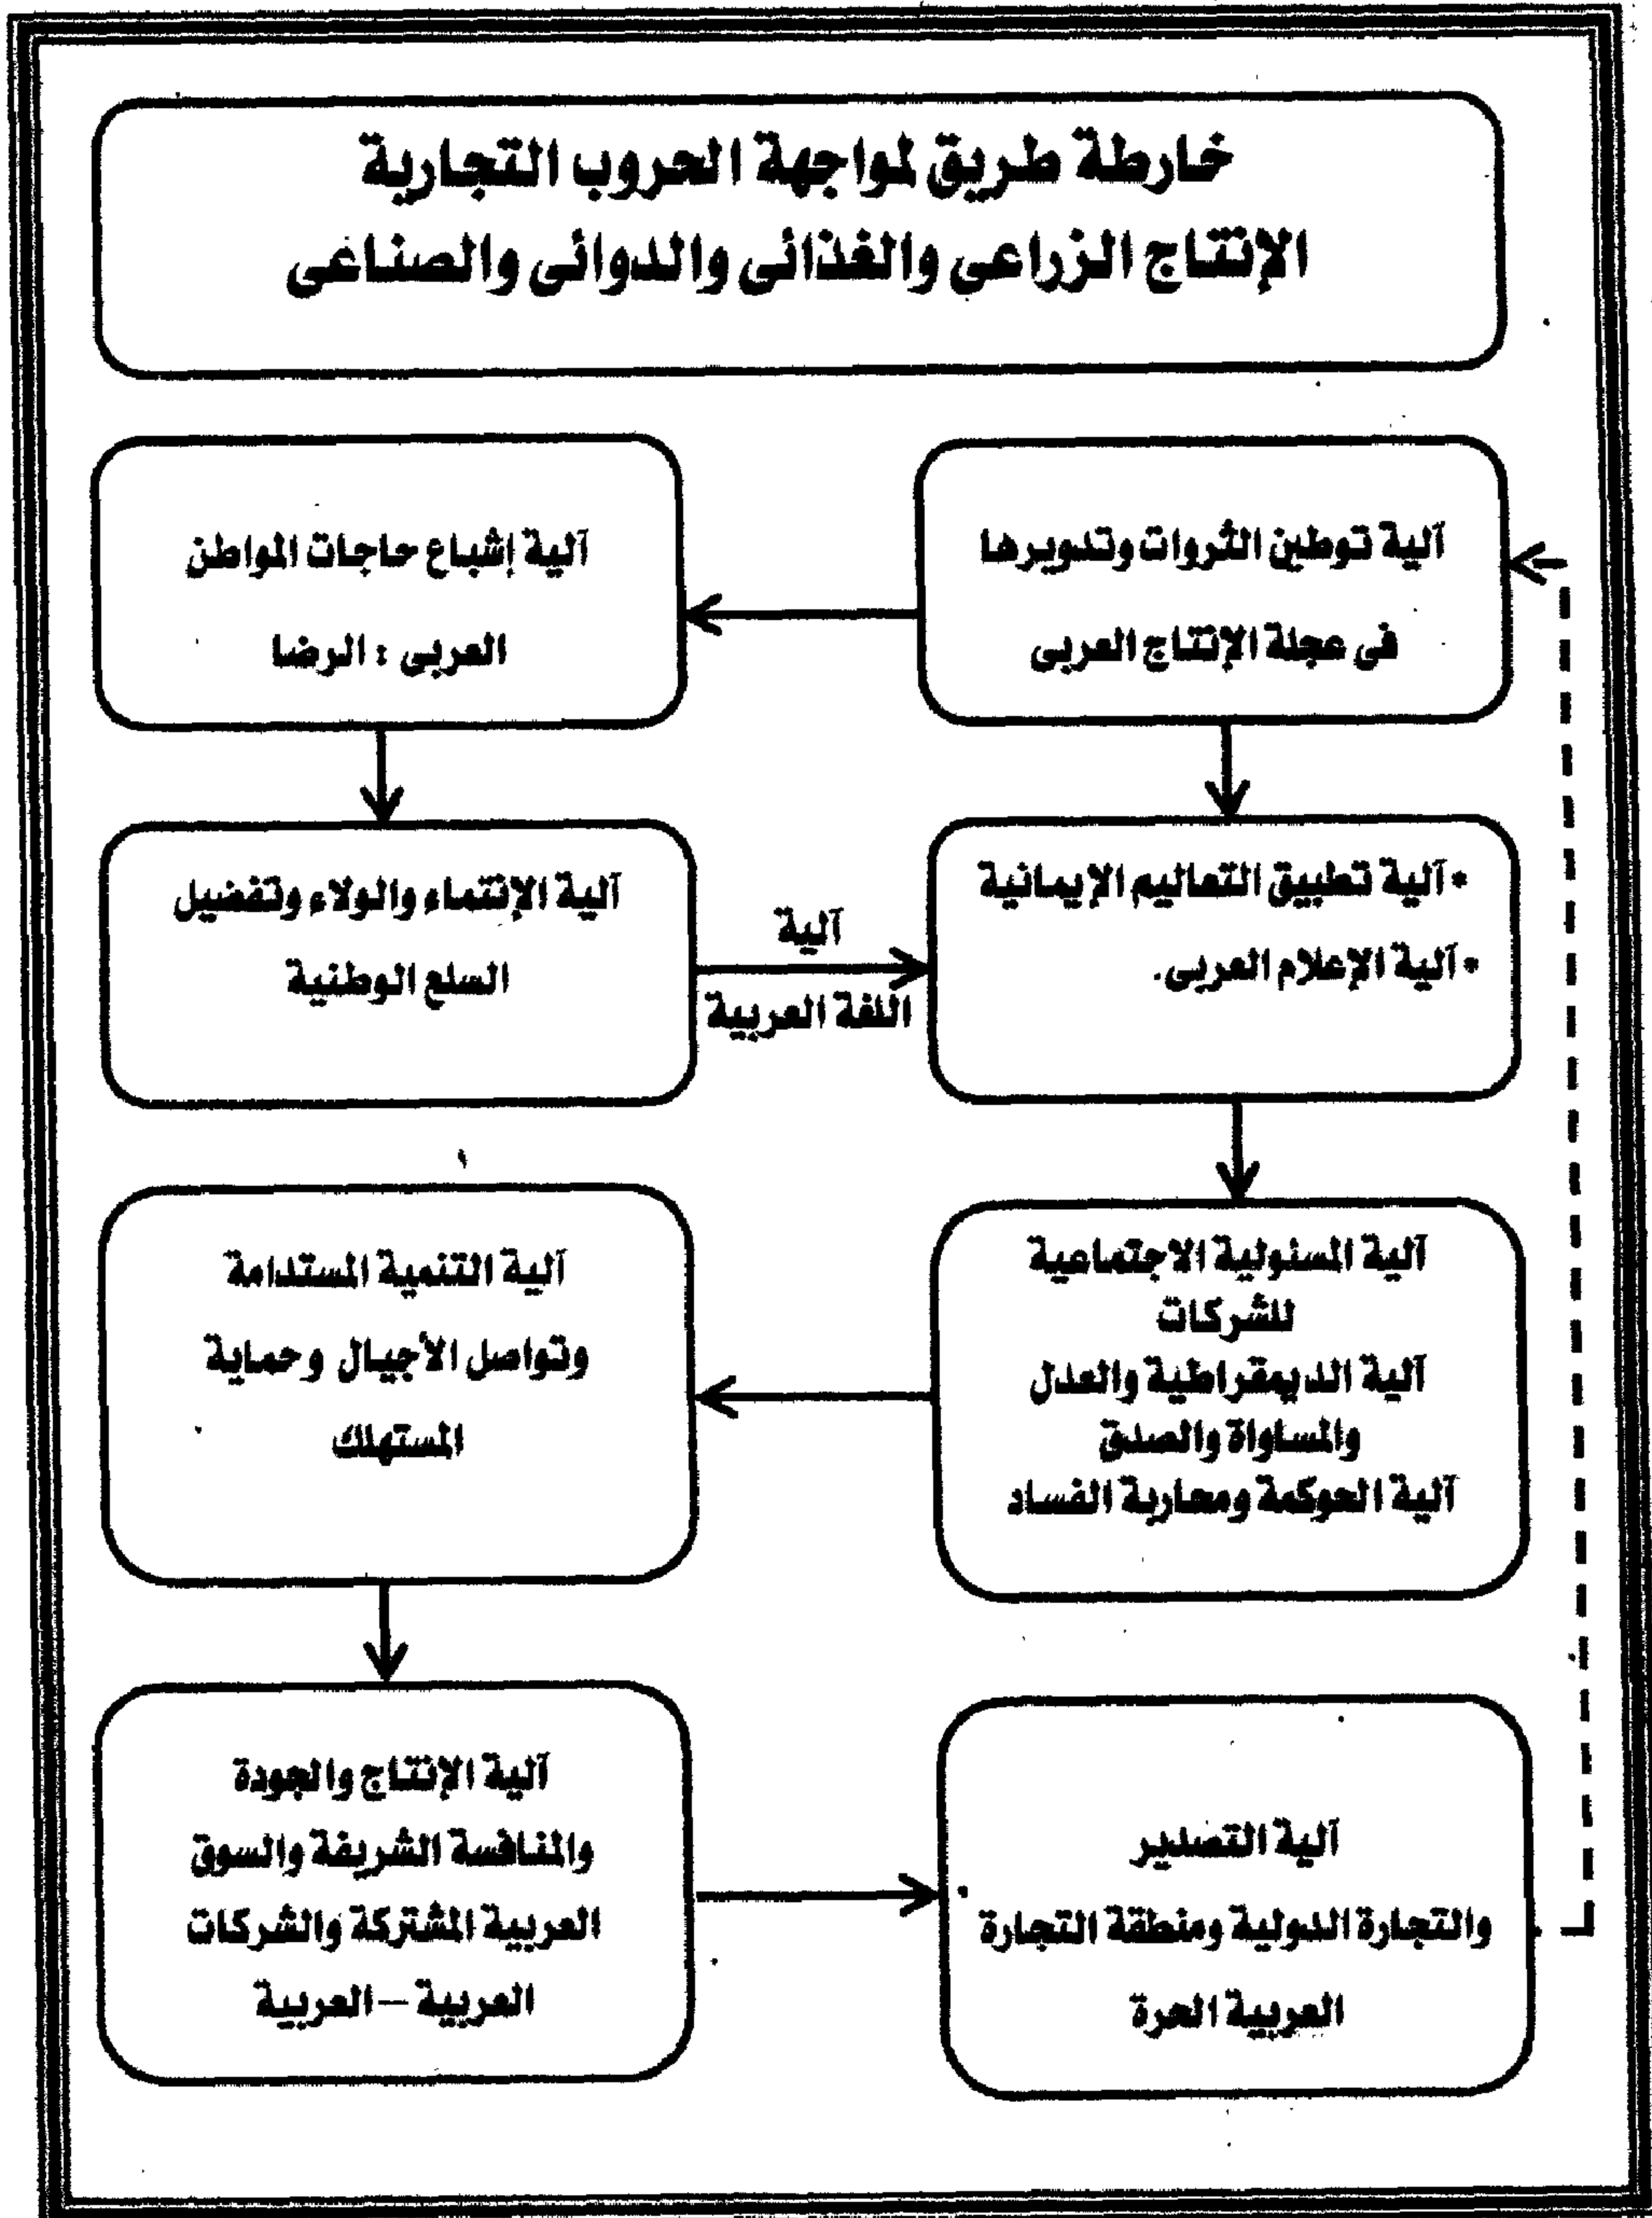 خارطة طريق لمواجهة الحروب التجارية
الإنتاج الزراعى والغذائى والدوائى والصناعى
آلية توطين الثروات وتدويرها
فى عجلة الإنتاج العربى
آلية إشباع حاجات المواطن
العربى : الرضا
*آلية تطبيق التعاليم الإيمانية
*آلية الإعلام العربى.
آلية
اللغة العربية
آلية الإنتماء والولاء وتفضيل
السلع الوطنية
آلية المسئولية الاجتماعية
للشركات
آلية الديمقراطية والعدل
والمساواة والصدق
آلية الحوكمة ومحاربة الفساد
آلية التنمية المستدامة
وتواصل الأجيال وحماية
المستهلك
آلية التصدير
والتجارة الدولية ومنطقة التجارة
العربية الحرة
آلية الإنتاج والجودة
والمنافسة الشريفة والسوق
العربية المشتركة والشركات
العربية – العربية